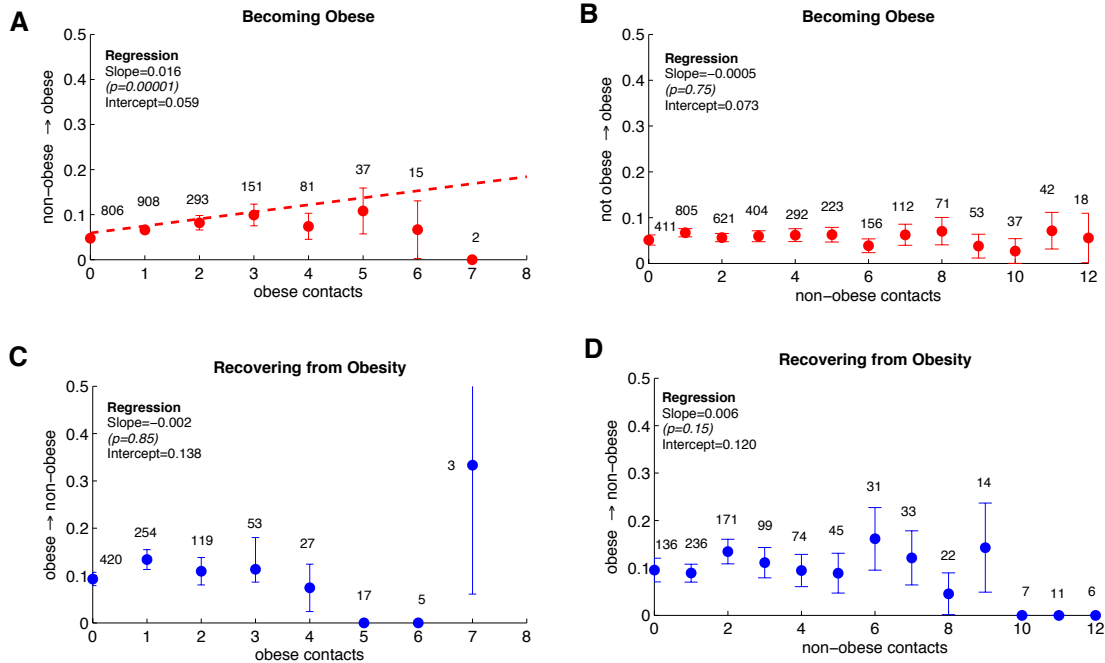 A
Becoming Obese
Regression
Slope=0.016
(p=0.00001)
Intercept=0.059
non−obese → obese
0.5
0.4
0.3
0.2
0.1
0
806
908
293
151
81
37
15
2
0 1 2 3 4 5 6 7 8
obese contacts
B
Becoming Obese
Regression
Slope=−0.0005
(p=0.75)
Intercept=0.073
not obese → obese
0.5
0.4
0.3
0.2
0.1
0
411
805
621
404
292
223
156
112
71
53
37
42
18
0 2 4 6 8 10 12
non−obese contacts
C
Recovering from Obesity
Regression
Slope=−0.002
(p=0.85)
Intercept=0.138
obese → non−obese
0.5
0.4
0.3
0.2
0.1
0
420
254
119
53
27
17
5
3
0 1 2 3 4 5 6 7 8
obese contacts
D
Recovering from Obesity
Regression
Slope=0.006
(p=0.15)
Intercept=0.120
obese → non−obese
0.5
0.4
0.3
0.2
0.1
0
136
236
171
99
74
45
31
33
22
14
7
11
6
0 2 4 6 8 10 12
non−obese contacts